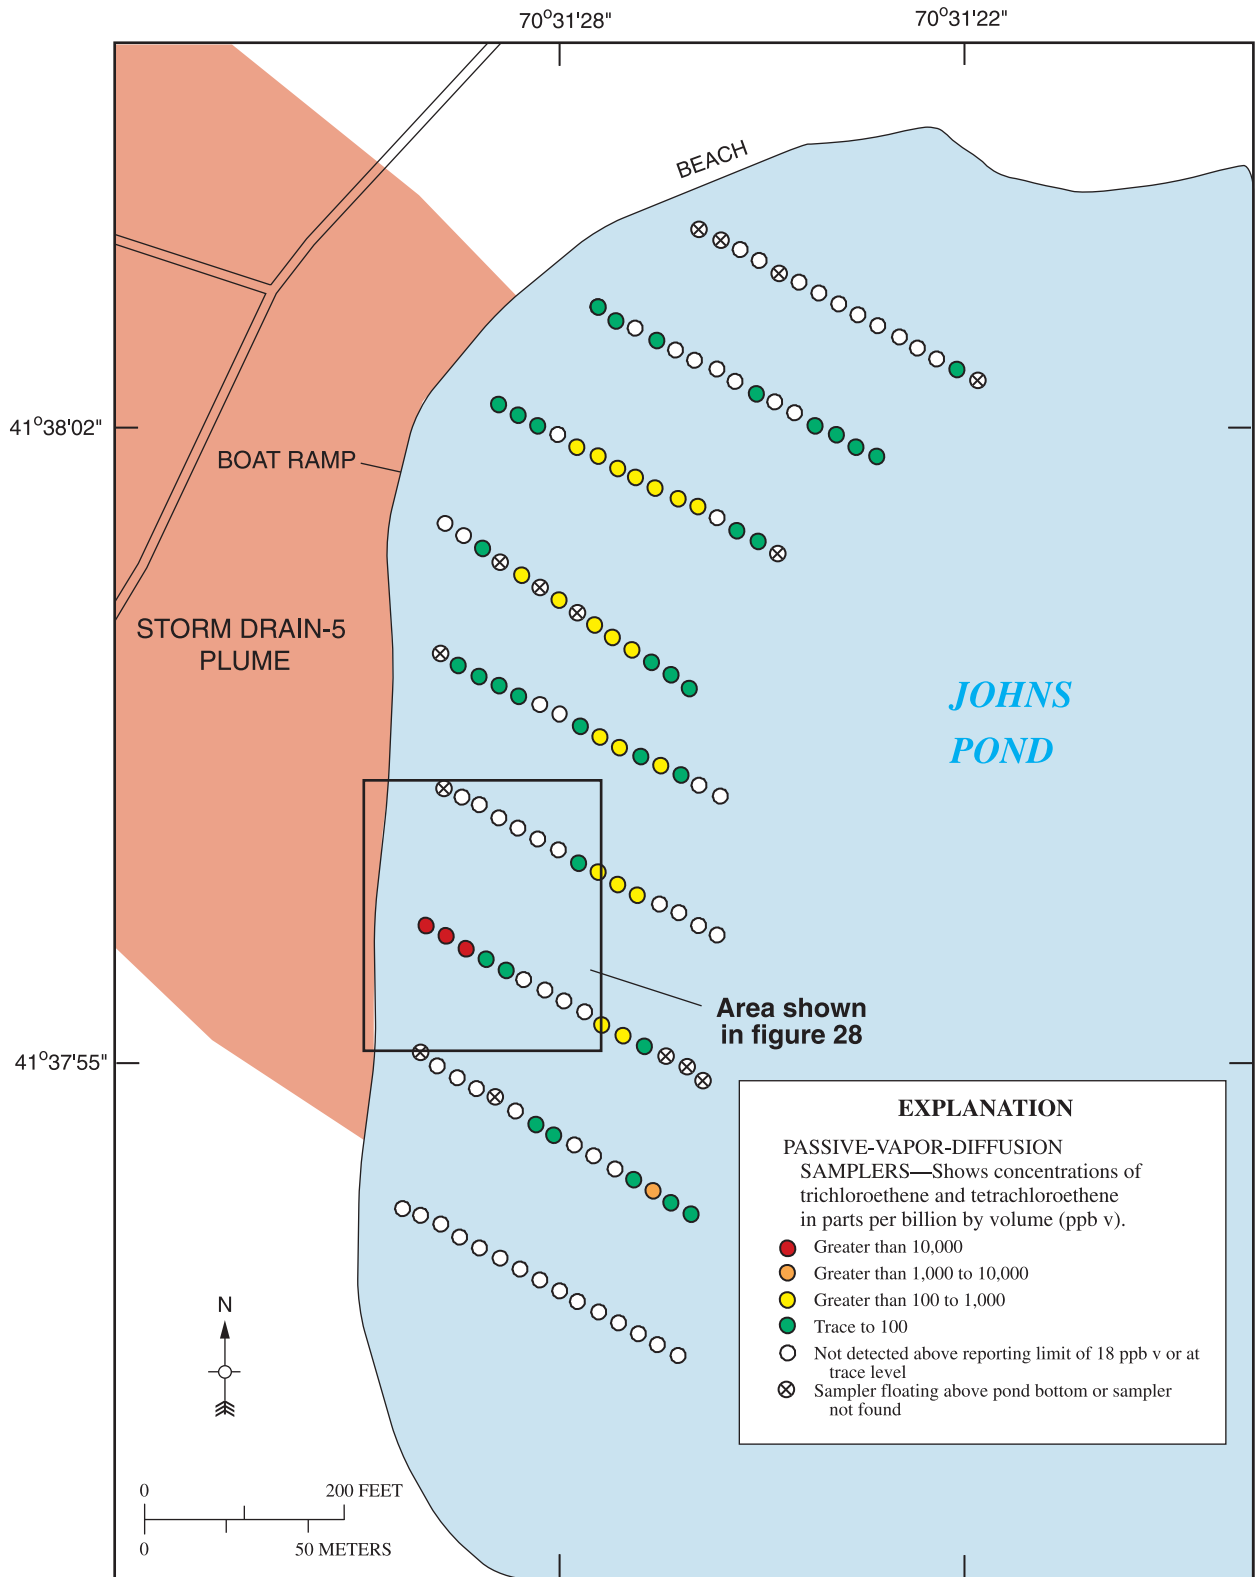 70°31'28"
70°31'22"
BEACH
41°38'02"
BOAT RAMP
STORM DRAIN-5
PLUME
JOHNS
POND
Area shown
in figure 28
41°37'55"
EXPLANATION
PASSIVE-VAPOR-DIFFUSION
SAMPLERS—Shows concentrations of
trichloroethene and tetrachloroethene
in parts per billion by volume (ppb v).
Greater than 10,000
Greater than 1,000 to 10,000
Greater than 100 to 1,000
Trace to 100
Not detected above reporting limit of 18 ppb v or at
trace level
Sampler floating above pond bottom or sampler
not found
N
0 200 FEET
0 50 METERS